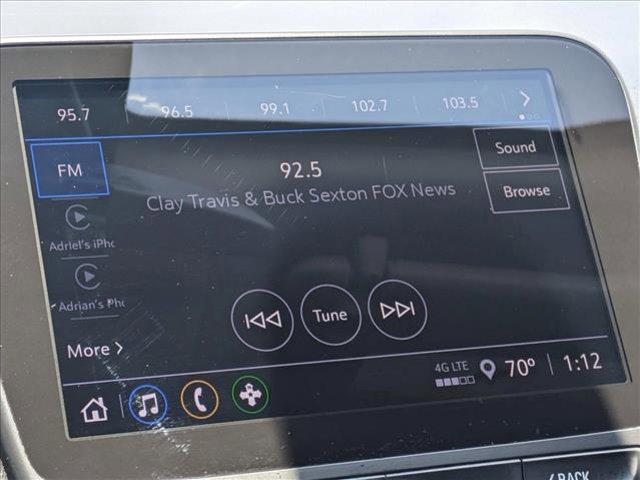 95.7 96.5 99.1 102.7 103.5
FM
92.5
Sound
Clay Travis & Buck Sexton FOX News
Browse
Adriel's iPho
Adrian's Pho
Tune
More
4G LTE
70° 1:12
BACK